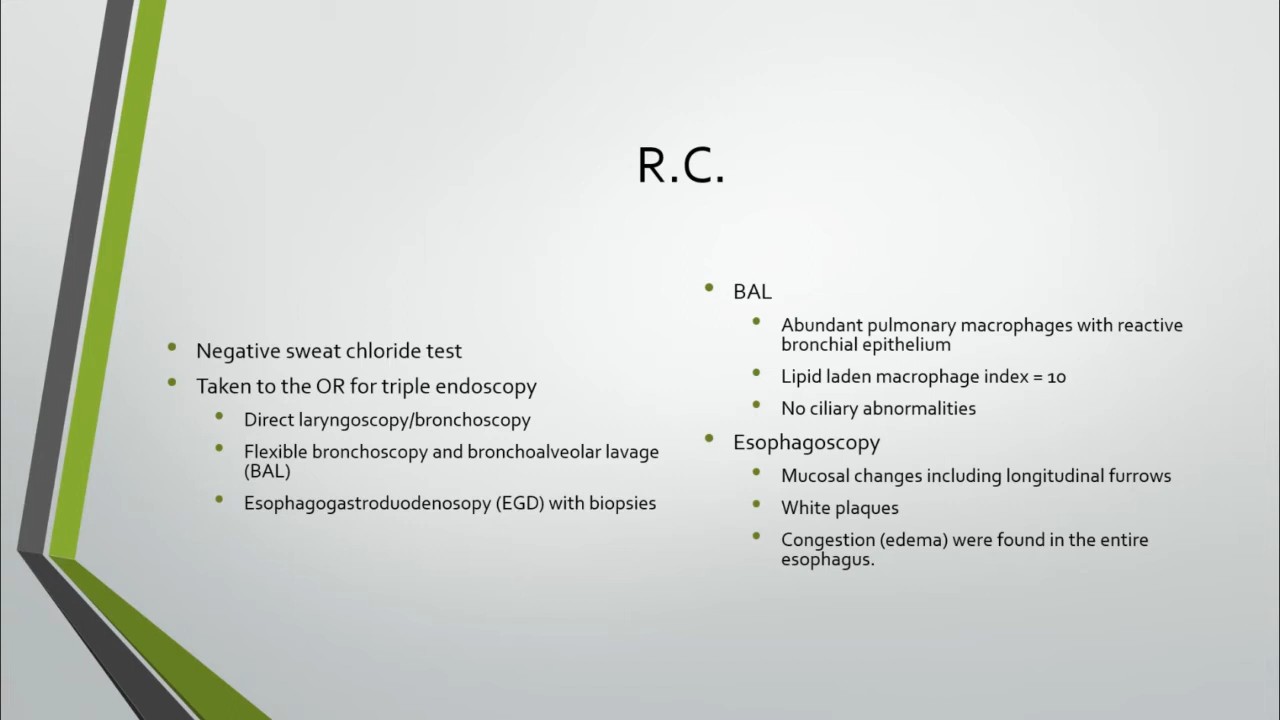 R.C.
Negative sweat chloride test
Taken to the OR for triple endoscopy
Direct laryngoscopy/bronchoscopy
Flexible bronchoscopy and bronchoalveolar lavage
(BAL)
Esophagogastroduodenosopy (EGD) with biopsies
BAL
Abundant pulmonary macrophages with reactive
bronchial epithelium
Lipid laden macrophage index = 10
No ciliary abnormalities
Esophagoscopy
Mucosal changes including longitudinal furrows
White plaques
Congestion (edema) were found in the entire
esophagus.